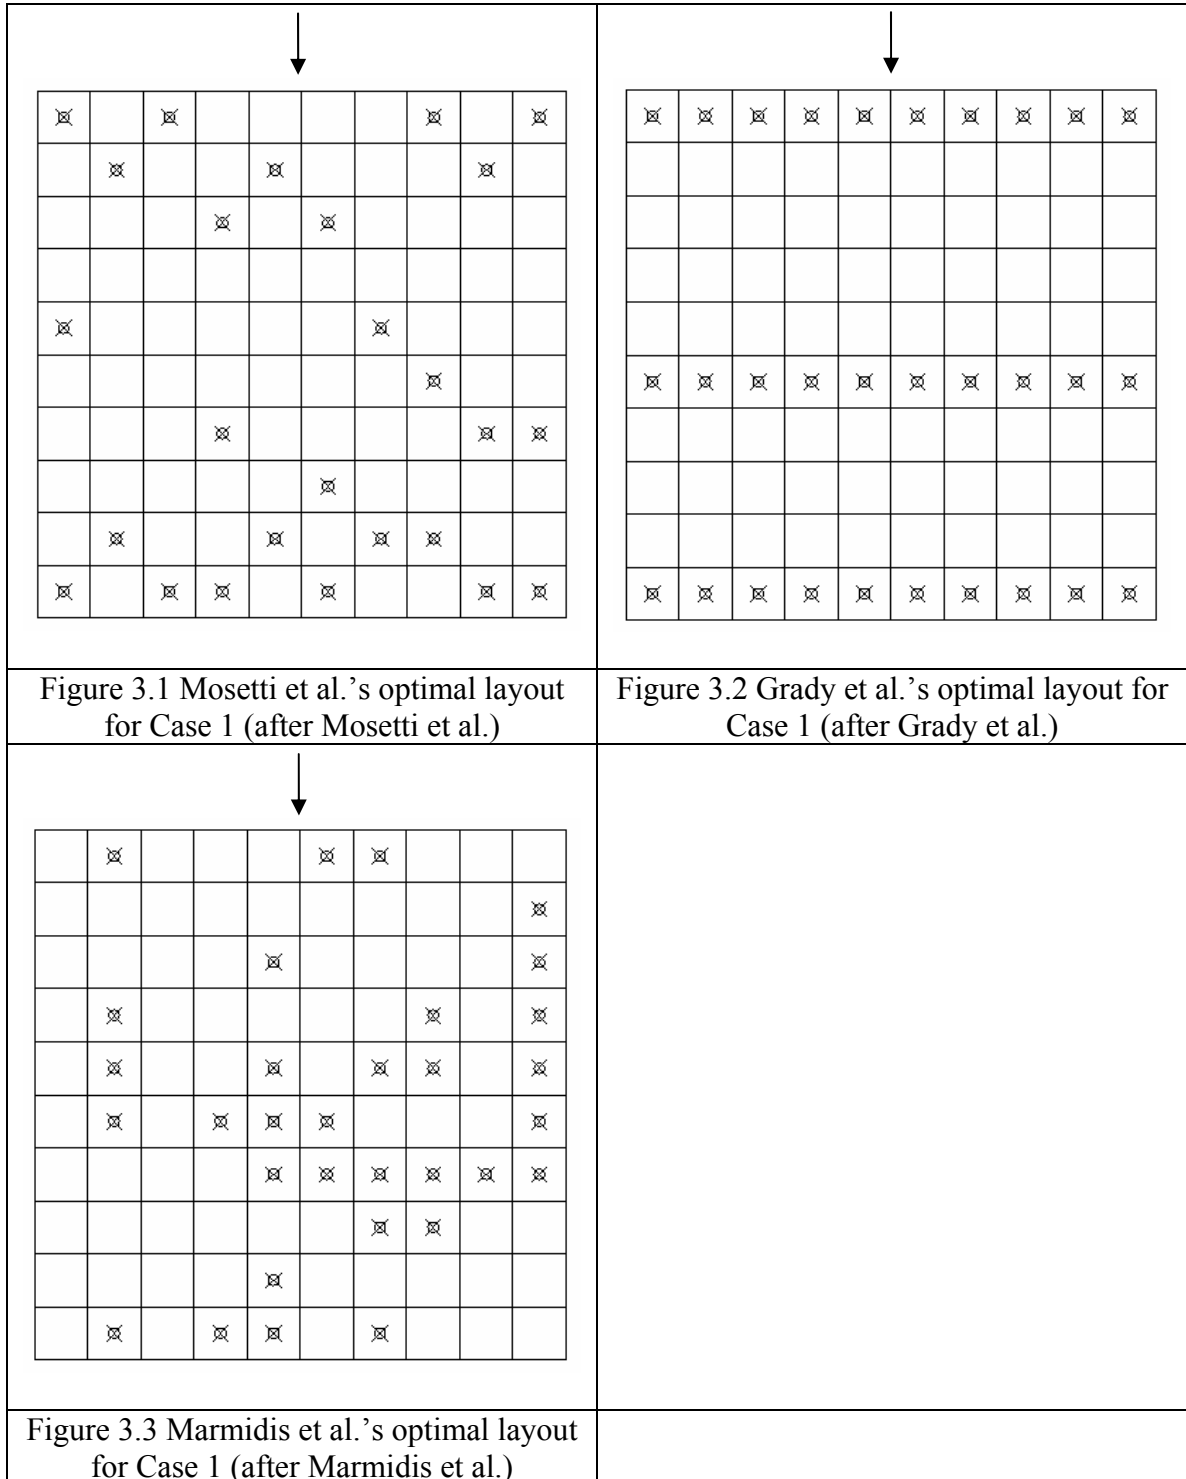 Figure 3.1 Mosetti et al.’s optimal layout
for Case 1 (after Mosetti et al.)
Figure 3.2 Grady et al.’s optimal layout for
Case 1 (after Grady et al.)
Figure 3.3 Marmidis et al.’s optimal layout
for Case 1 (after Marmidis et al.)